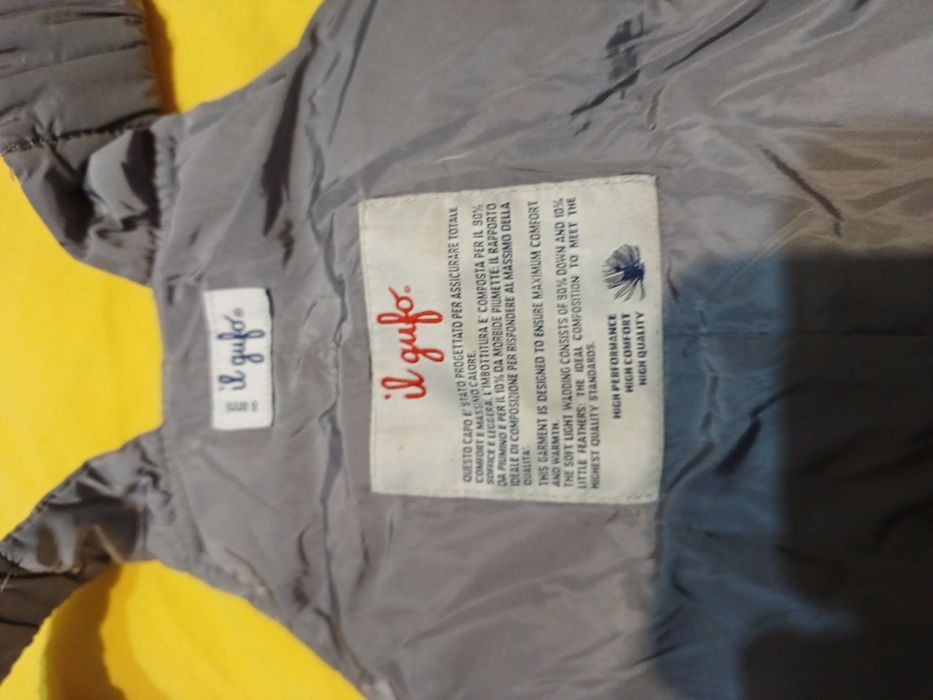 il gufo®
8 anni
il gufo®
QUESTO CAPO E' STATO PROGETTATO PER ASSICURARE TOTALE
COMFORT E MASSIMO CALORE.
SOFFICE E LEGGERA, L'IMBOTTITURA E' COMPOSTA PER IL 90%
DA PIUMINO E PER IL 10% DA MORBIDE PIUMETTE: IL RAPPORTO
IDEALE DI COMPOSIZIONE PER RISPONDERE AL MASSIMO DELLA
QUALITA'.
THIS GARMENT IS DESIGNED TO ENSURE MAXIMUM COMFORT
AND WARMTH.
THE SOFT LIGHT WADDING CONSISTS OF 90% DOWN AND 10%
LITTLE FEATHERS: THE IDEAL COMPOSITION TO MEET THE
HIGHEST QUALITY STANDARDS.
HIGH PERFORMANCE
HIGH COMFORT
HIGH QUALITY